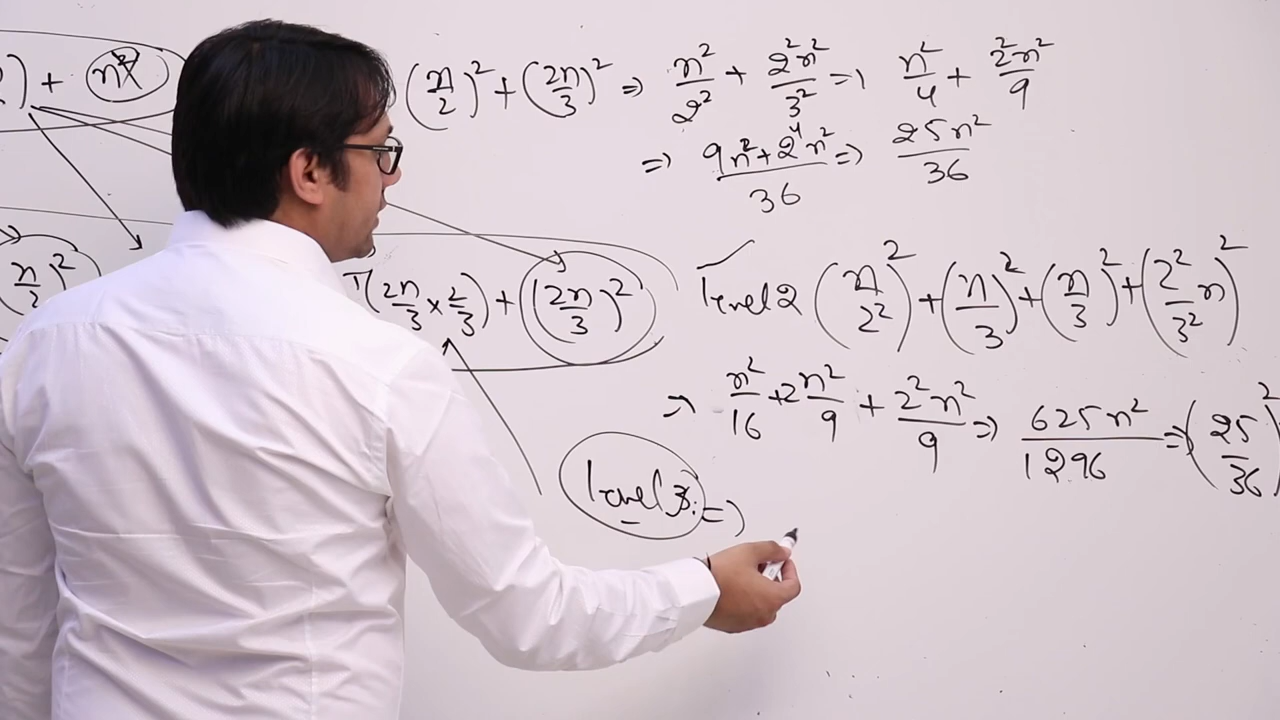 ) + (n²)
(n/2)² + (2n/3)² => n²/2² + 2²n²/3² => n²/4 + 2²n²/9
=> 9n²+2⁴n²/36 => 25n²/36
(n/2)² T(2n/3 × 2/3) + (2n/3)²
level 2 (n/2²)² + (n/3)² + (n/3)² + (2²/3² n)²
=> n²/16 + 2n²/9 + 2²n²/9 => 625n²/1296 => (25/36)²
level 3: =>